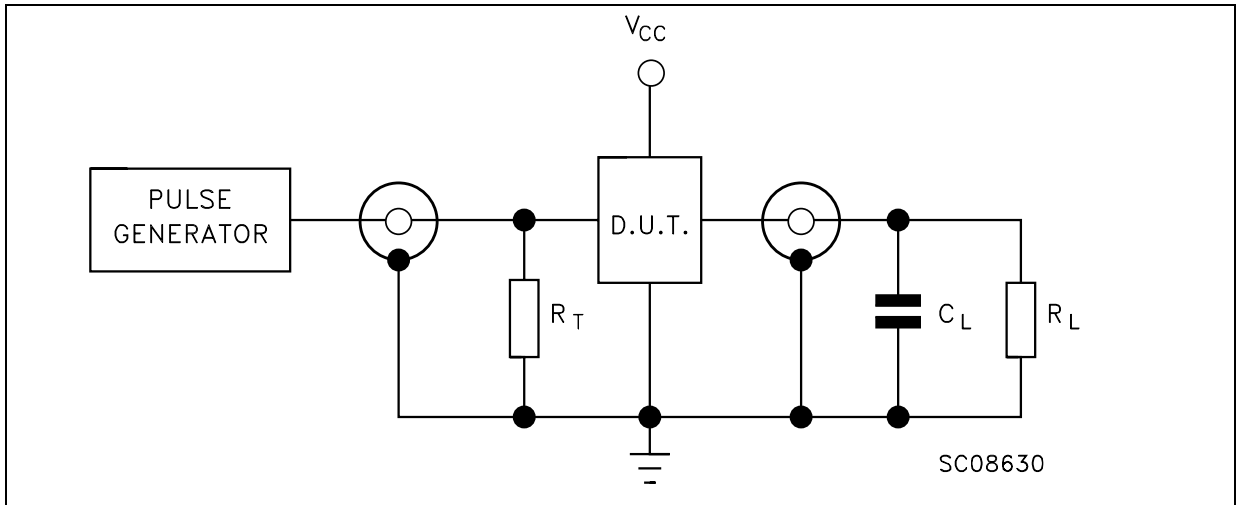 VCC
PULSE
GENERATOR
D.U.T.
RT
CL
RL
SC08630